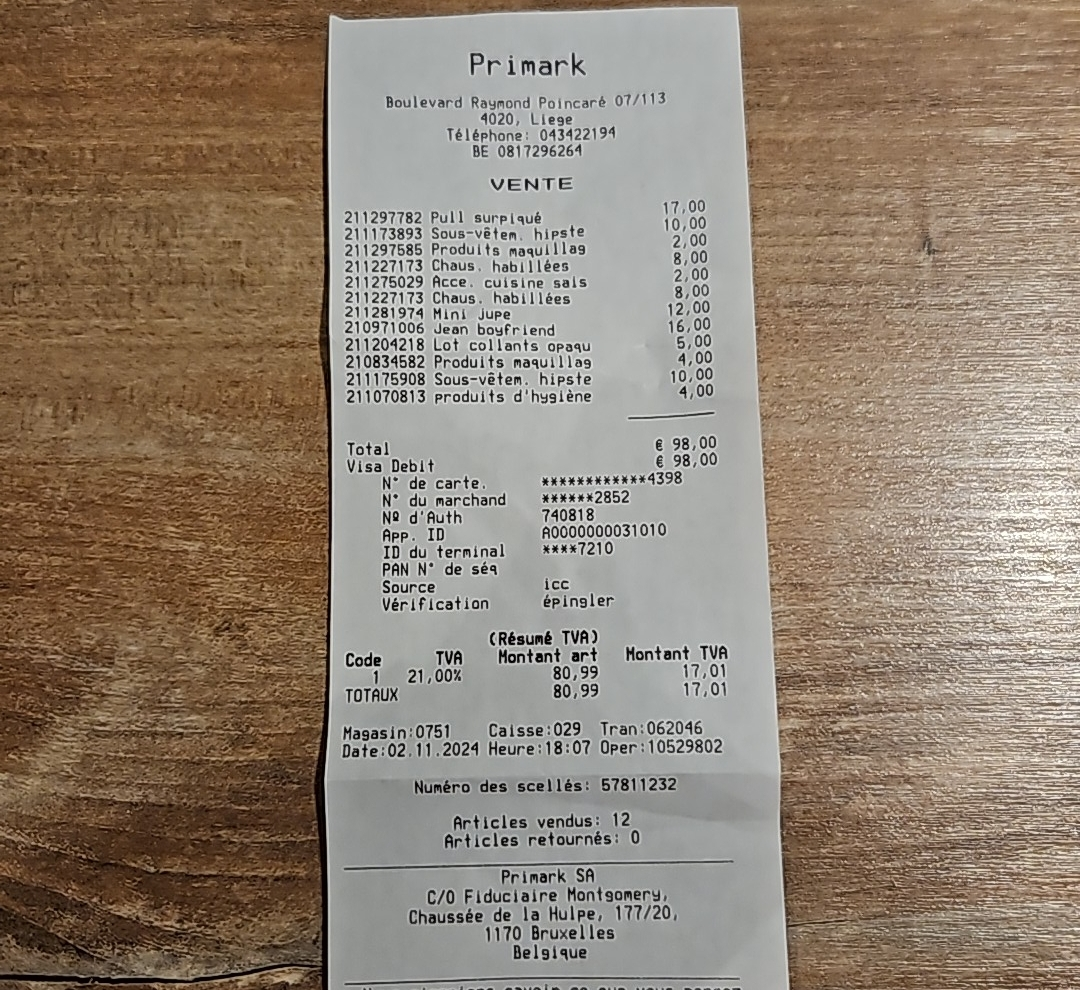 Primark
Boulevard Raymond Poincaré 07/113
4020, Liege
Téléphone: 043422194
BE 0817296264
VENTE
211297782 Pull surpiqué 17,00
211173893 Sous-vêtem. hipste 10,00
211297585 Produits maquillag 2,00
211227173 Chaus. habillées 8,00
211275029 Acce. cuisine sais 2,00
211227173 Chaus. habillées 8,00
211281974 Mini jupe 12,00
210971006 Jean boyfriend 16,00
211204218 Lot collants opaqu 5,00
210834582 Produits maquillag 4,00
211175908 Sous-vêtem. hipste 10,00
211070813 produits d'hygiène 4,00
Total € 98,00
Visa Debit € 98,00
N° de carte. ************4398
N° du marchand ******2852
Nº d'Auth 740818
App. ID A0000000031010
ID du terminal ****7210
PAN N° de séq
Source icc
Vérification épingler
(Résumé TVA)
Code TVA Montant art Montant TVA
1 21,00% 80,99 17,01
TOTAUX 80,99 17,01
Magasin:0751 Caisse:029 Tran:062046
Date:02.11.2024 Heure:18:07 Oper:10529802
Numéro des scellés: 57811232
Articles vendus: 12
Articles retournés: 0
Primark SA
C/O Fiduciaire Montgomery,
Chaussée de la Hulpe, 177/20,
1170 Bruxelles
Belgique